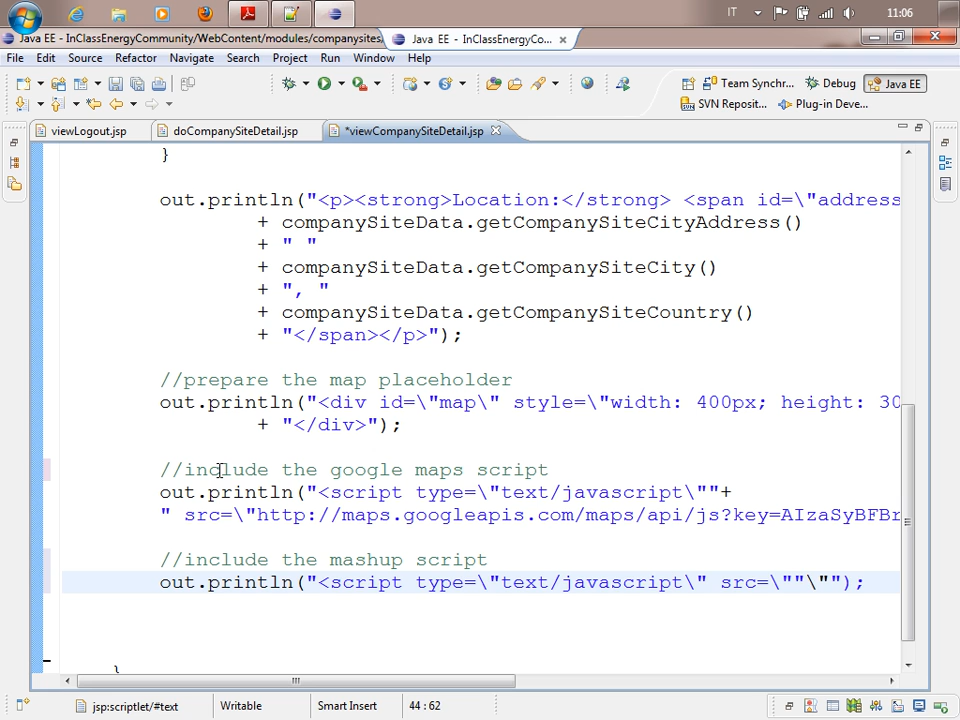 IT 11:06
Java EE - InClassEnergyCommunity/WebContent/modules/companysites
Java EE - InClassEnergyCo...
File Edit Source Refactor Navigate Search Project Run Window Help
Team Synchr... Debug Java EE
SVN Reposit... Plug-in Deve...
viewLogout.jsp doCompanySiteDetail.jsp *viewCompanySiteDetail.jsp
}
out.println("<p><strong>Location:</strong> <span id=\"address
+ companySiteData.getCompanySiteCityAddress()
+ " "
+ companySiteData.getCompanySiteCity()
+ ", "
+ companySiteData.getCompanySiteCountry()
+ "</span></p>");
//prepare the map placeholder
out.println("<div id=\"map\" style=\"width: 400px; height: 30
+ "</div>");
//include the google maps script
out.println("<script type=\"text/javascript\""+
" src=\"http://maps.googleapis.com/maps/api/js?key=AIzaSyBFBr
//include the mashup script
out.println("<script type=\"text/javascript\" src=\""\"");
}
jsp:scriptlet/#text Writable Smart Insert 44 : 62